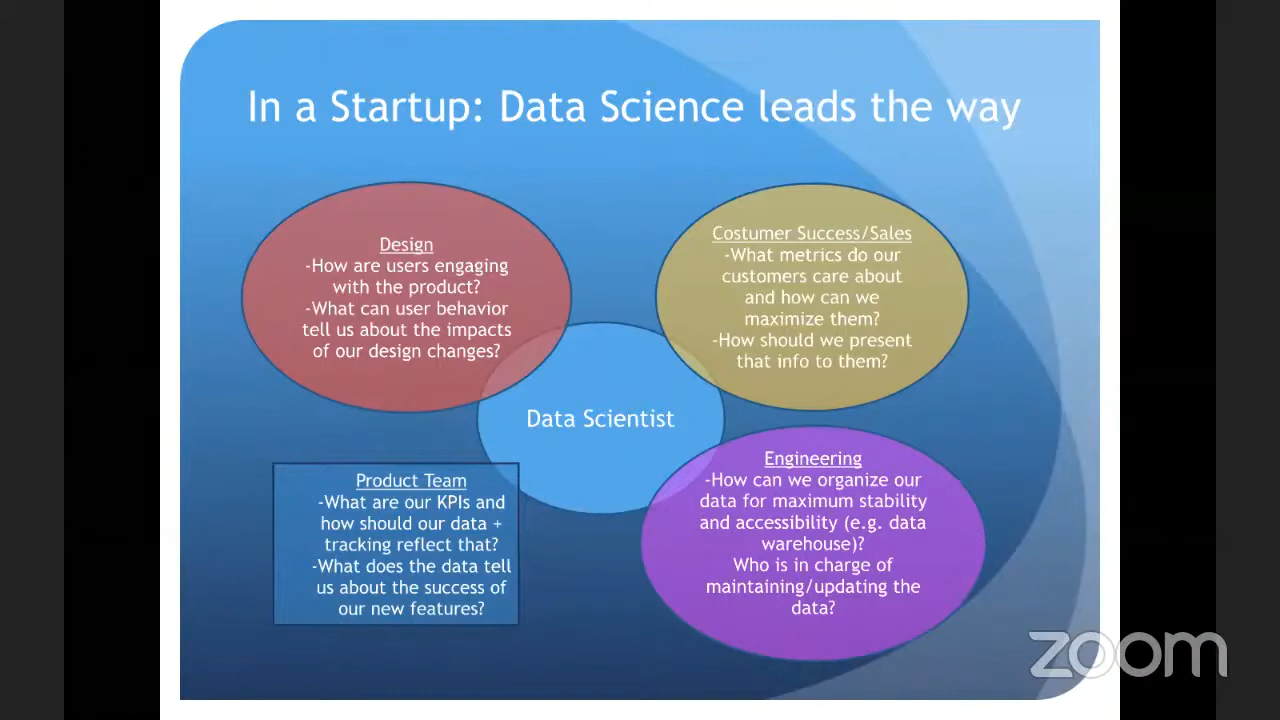 In a Startup: Data Science leads the way
Design
-How are users engaging
with the product?
-What can user behavior
tell us about the impacts
of our design changes?
Costumer Success/Sales
-What metrics do our
customers care about
and how can we
maximize them?
-How should we present
that info to them?
Data Scientist
Product Team
-What are our KPIs and
how should our data +
tracking reflect that?
-What does the data tell
us about the success of
our new features?
Engineering
-How can we organize our
data for maximum stability
and accessibility (e.g. data
warehouse)?
Who is in charge of
maintaining/updating the
data?
zoom